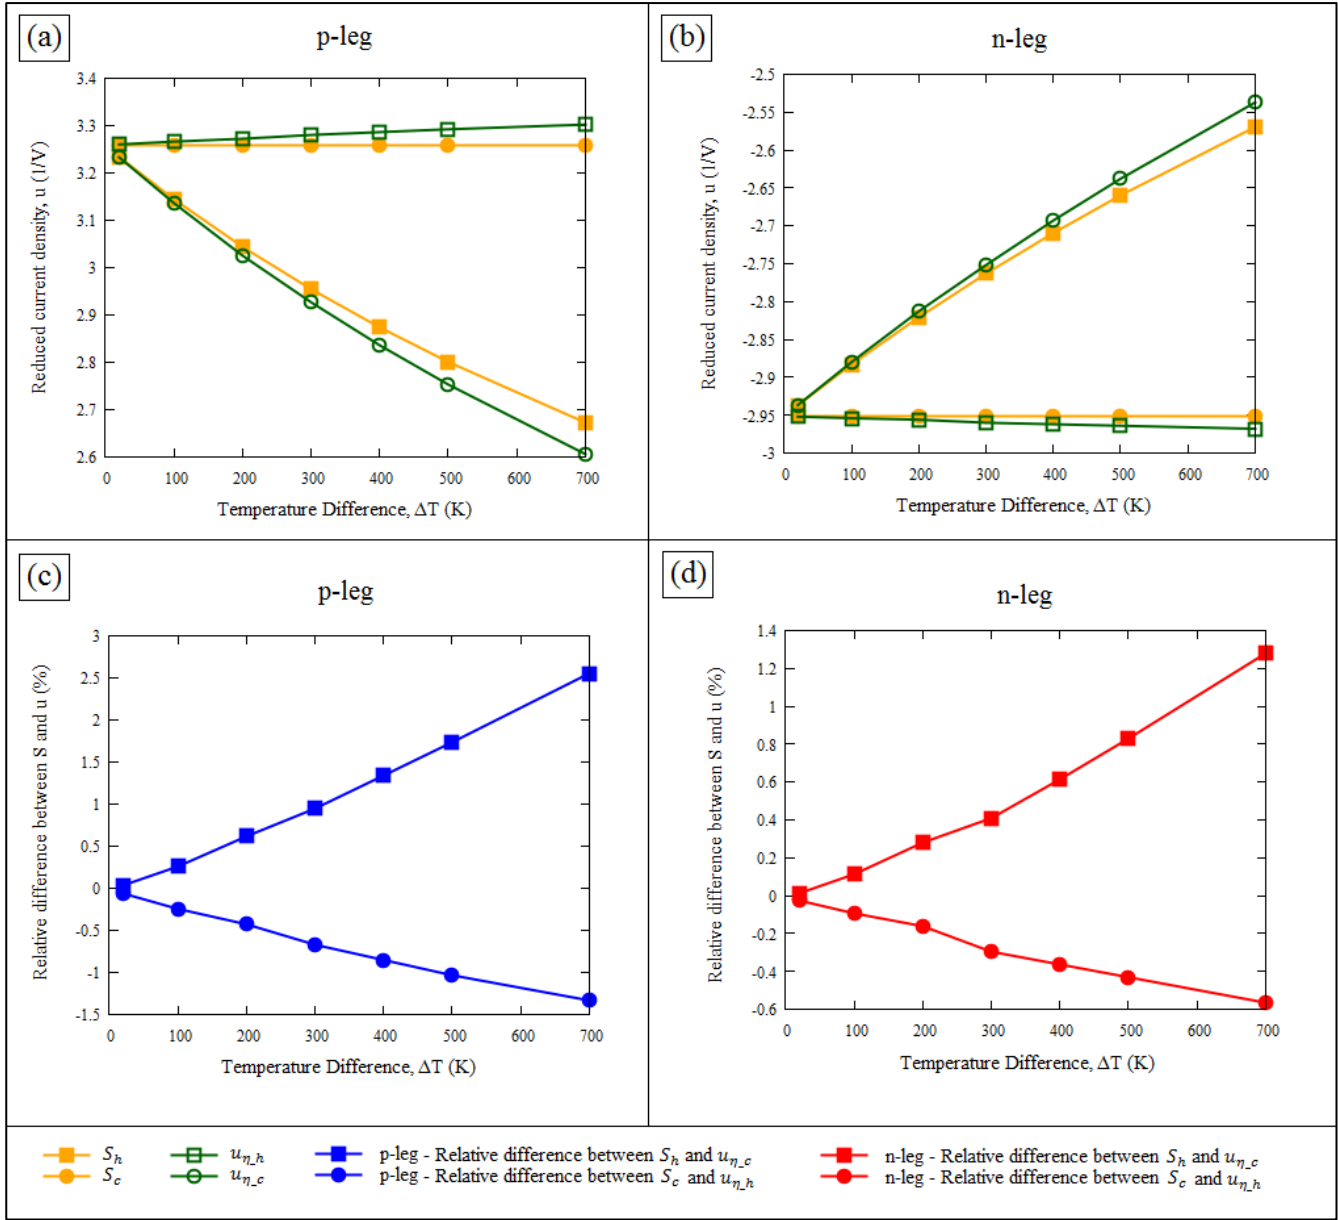 (a)
p-leg
3.4
3.3
3.2
3.1
3
2.9
2.8
2.7
2.6
0 100 200 300 400 500 600 700
Reduced current density, u (1/V)
Temperature Difference, ΔT (K)
(b)
n-leg
-2.5
-2.55
-2.6
-2.65
-2.7
-2.75
-2.8
-2.85
-2.9
-2.95
-3
0 100 200 300 400 500 600 700
Reduced current density, u (1/V)
Temperature Difference, ΔT (K)
(c)
p-leg
3
2.5
2
1.5
1
0.5
0
-0.5
-1
-1.5
0 100 200 300 400 500 600 700
Relative difference between S and u (%)
Temperature Difference, ΔT (K)
(d)
n-leg
1.4
1.2
1
0.8
0.6
0.4
0.2
0
-0.2
-0.4
-0.6
0 100 200 300 400 500 600 700
Relative difference between S and u (%)
Temperature Difference, ΔT (K)
S_h
S_c
u_η_h
u_η_c
p-leg - Relative difference between S_h and u_η_c
p-leg - Relative difference between S_c and u_η_h
n-leg - Relative difference between S_h and u_η_c
n-leg - Relative difference between S_c and u_η_h